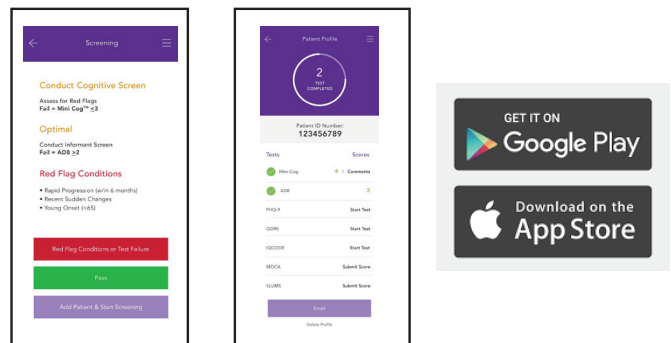 Screening
Conduct Cognitive Screen
Assess for Red Flags
Fail = Mini Cog™ <3
Optimal
Conduct Informant Screen
Fail = AD8 ≥2
Red Flag Conditions
• Rapid Progression (w/in 6 months)
• Recent Sudden Changes
• Young Onset (<65)
Red Flag Conditions or Test Failure
Pass
Add Patient & Start Screening
Patient Profile
2
TEST
COMPLETED
Patient ID Number:
123456789
Tests Scores
Mini-Cog 4 | Comments
AD8 2
PHQ-9 Start Test
GDRS Start Test
IQCODE Start Test
MOCA Submit Score
SLUMS Submit Score
Email
Delete Profile
GET IT ON
Google Play
Download on the
App Store